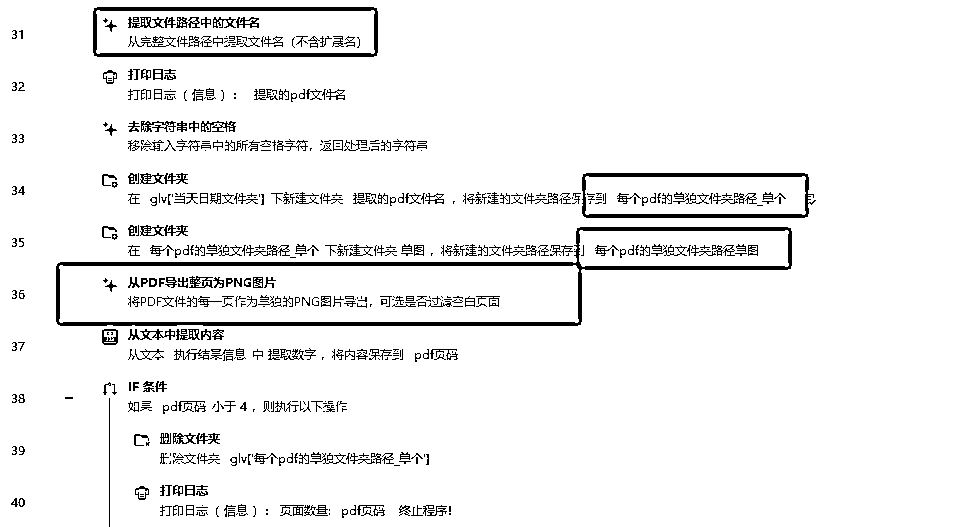 31 提取文件路径中的文件名
从完整文件路径中提取文件名（不含扩展名）
32 打印日志
打印日志（信息）： 提取的pdf文件名
33 去除字符串中的空格
移除输入字符串中的所有空格字符，返回处理后的字符串
34 创建文件夹
在 glv['当天日期文件夹'] 下新建文件夹 提取的pdf文件名 ，将新建的文件夹路径保存到 每个pdf的单独文件夹路径_单个
35 创建文件夹
在 每个pdf的单独文件夹路径_单个 下新建文件夹 单图 ，将新建的文件夹路径保存到 每个pdf的单独文件夹路径单图
36 从PDF导出整页为PNG图片
将PDF文件的每一页作为单独的PNG图片导出，可选是否过滤空白页面
37 从文本中提取内容
从文本 执行结果信息 中 提取数字 ，将内容保存到 pdf页码
38 IF 条件
如果 pdf页码 小于 4 ，则执行以下操作
39 删除文件夹
删除文件夹 glv['每个pdf的单独文件夹路径_单个']
40 打印日志
打印日志（信息）： 页面数量: pdf页码 终止程序!